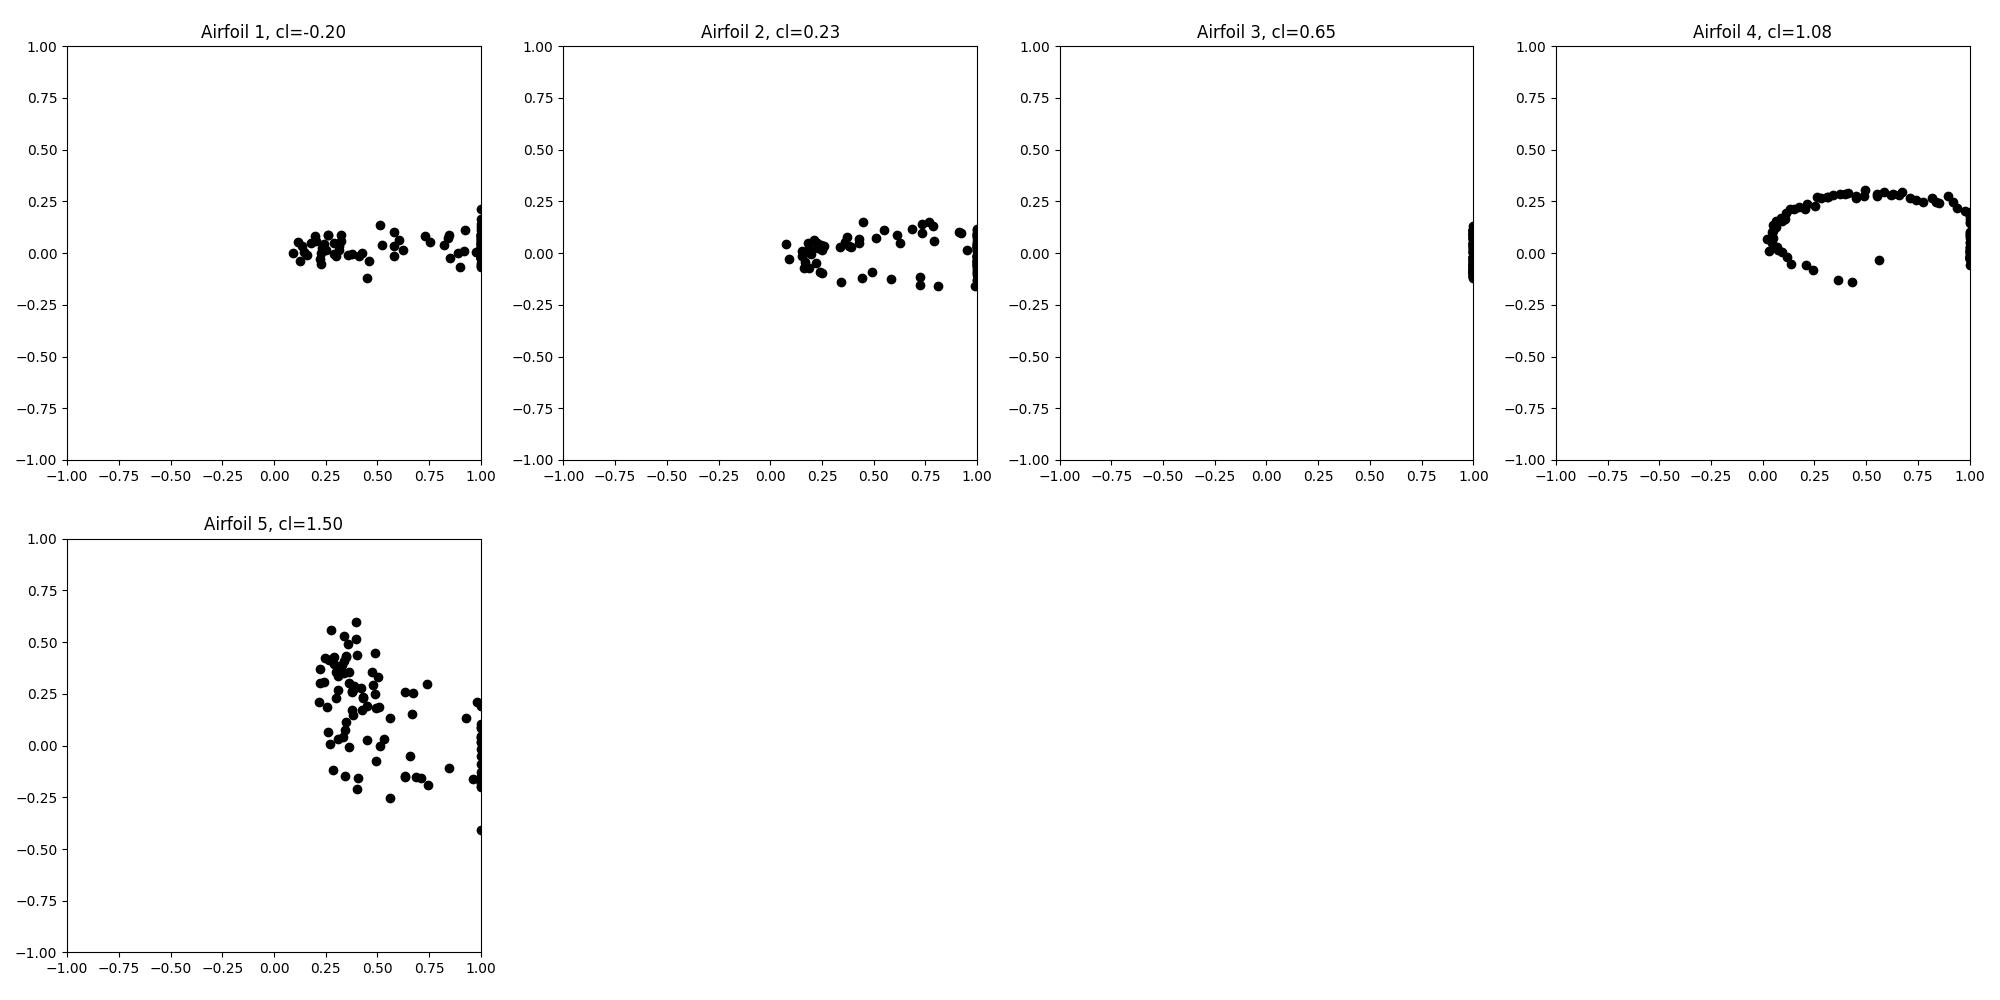 Airfoil 1, cl=-0.20
Airfoil 2, cl=0.23
Airfoil 3, cl=0.65
Airfoil 4, cl=1.08
1.00 1.00 1.00 1.00
0.75 0.75 0.75 0.75
0.50 0.50 0.50 0.50
0.25 0.25 0.25 0.25
0.00 0.00 0.00 0.00
−0.25 −0.25 −0.25 −0.25
−0.50 −0.50 −0.50 −0.50
−0.75 −0.75 −0.75 −0.75
−1.00 −1.00 −1.00 −1.00
−1.00 −0.75 −0.50 −0.25 0.00 0.25 0.50 0.75 1.00
−1.00 −0.75 −0.50 −0.25 0.00 0.25 0.50 0.75 1.00
−1.00 −0.75 −0.50 −0.25 0.00 0.25 0.50 0.75 1.00
−1.00 −0.75 −0.50 −0.25 0.00 0.25 0.50 0.75 1.00
Airfoil 5, cl=1.50
1.00
0.75
0.50
0.25
0.00
−0.25
−0.50
−0.75
−1.00
−1.00 −0.75 −0.50 −0.25 0.00 0.25 0.50 0.75 1.00